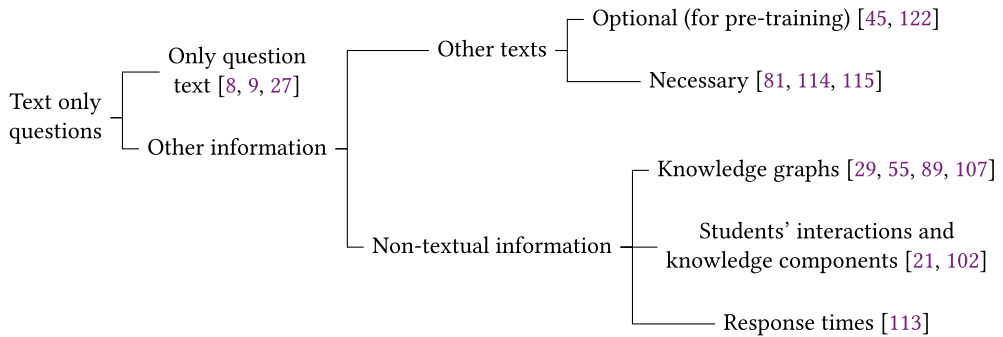 Text only
questions
Only question
text [8, 9, 27]
Other information
Other texts
Optional (for pre-training) [45, 122]
Necessary [81, 114, 115]
Non-textual information
Knowledge graphs [29, 55, 89, 107]
Students’ interactions and
knowledge components [21, 102]
Response times [113]